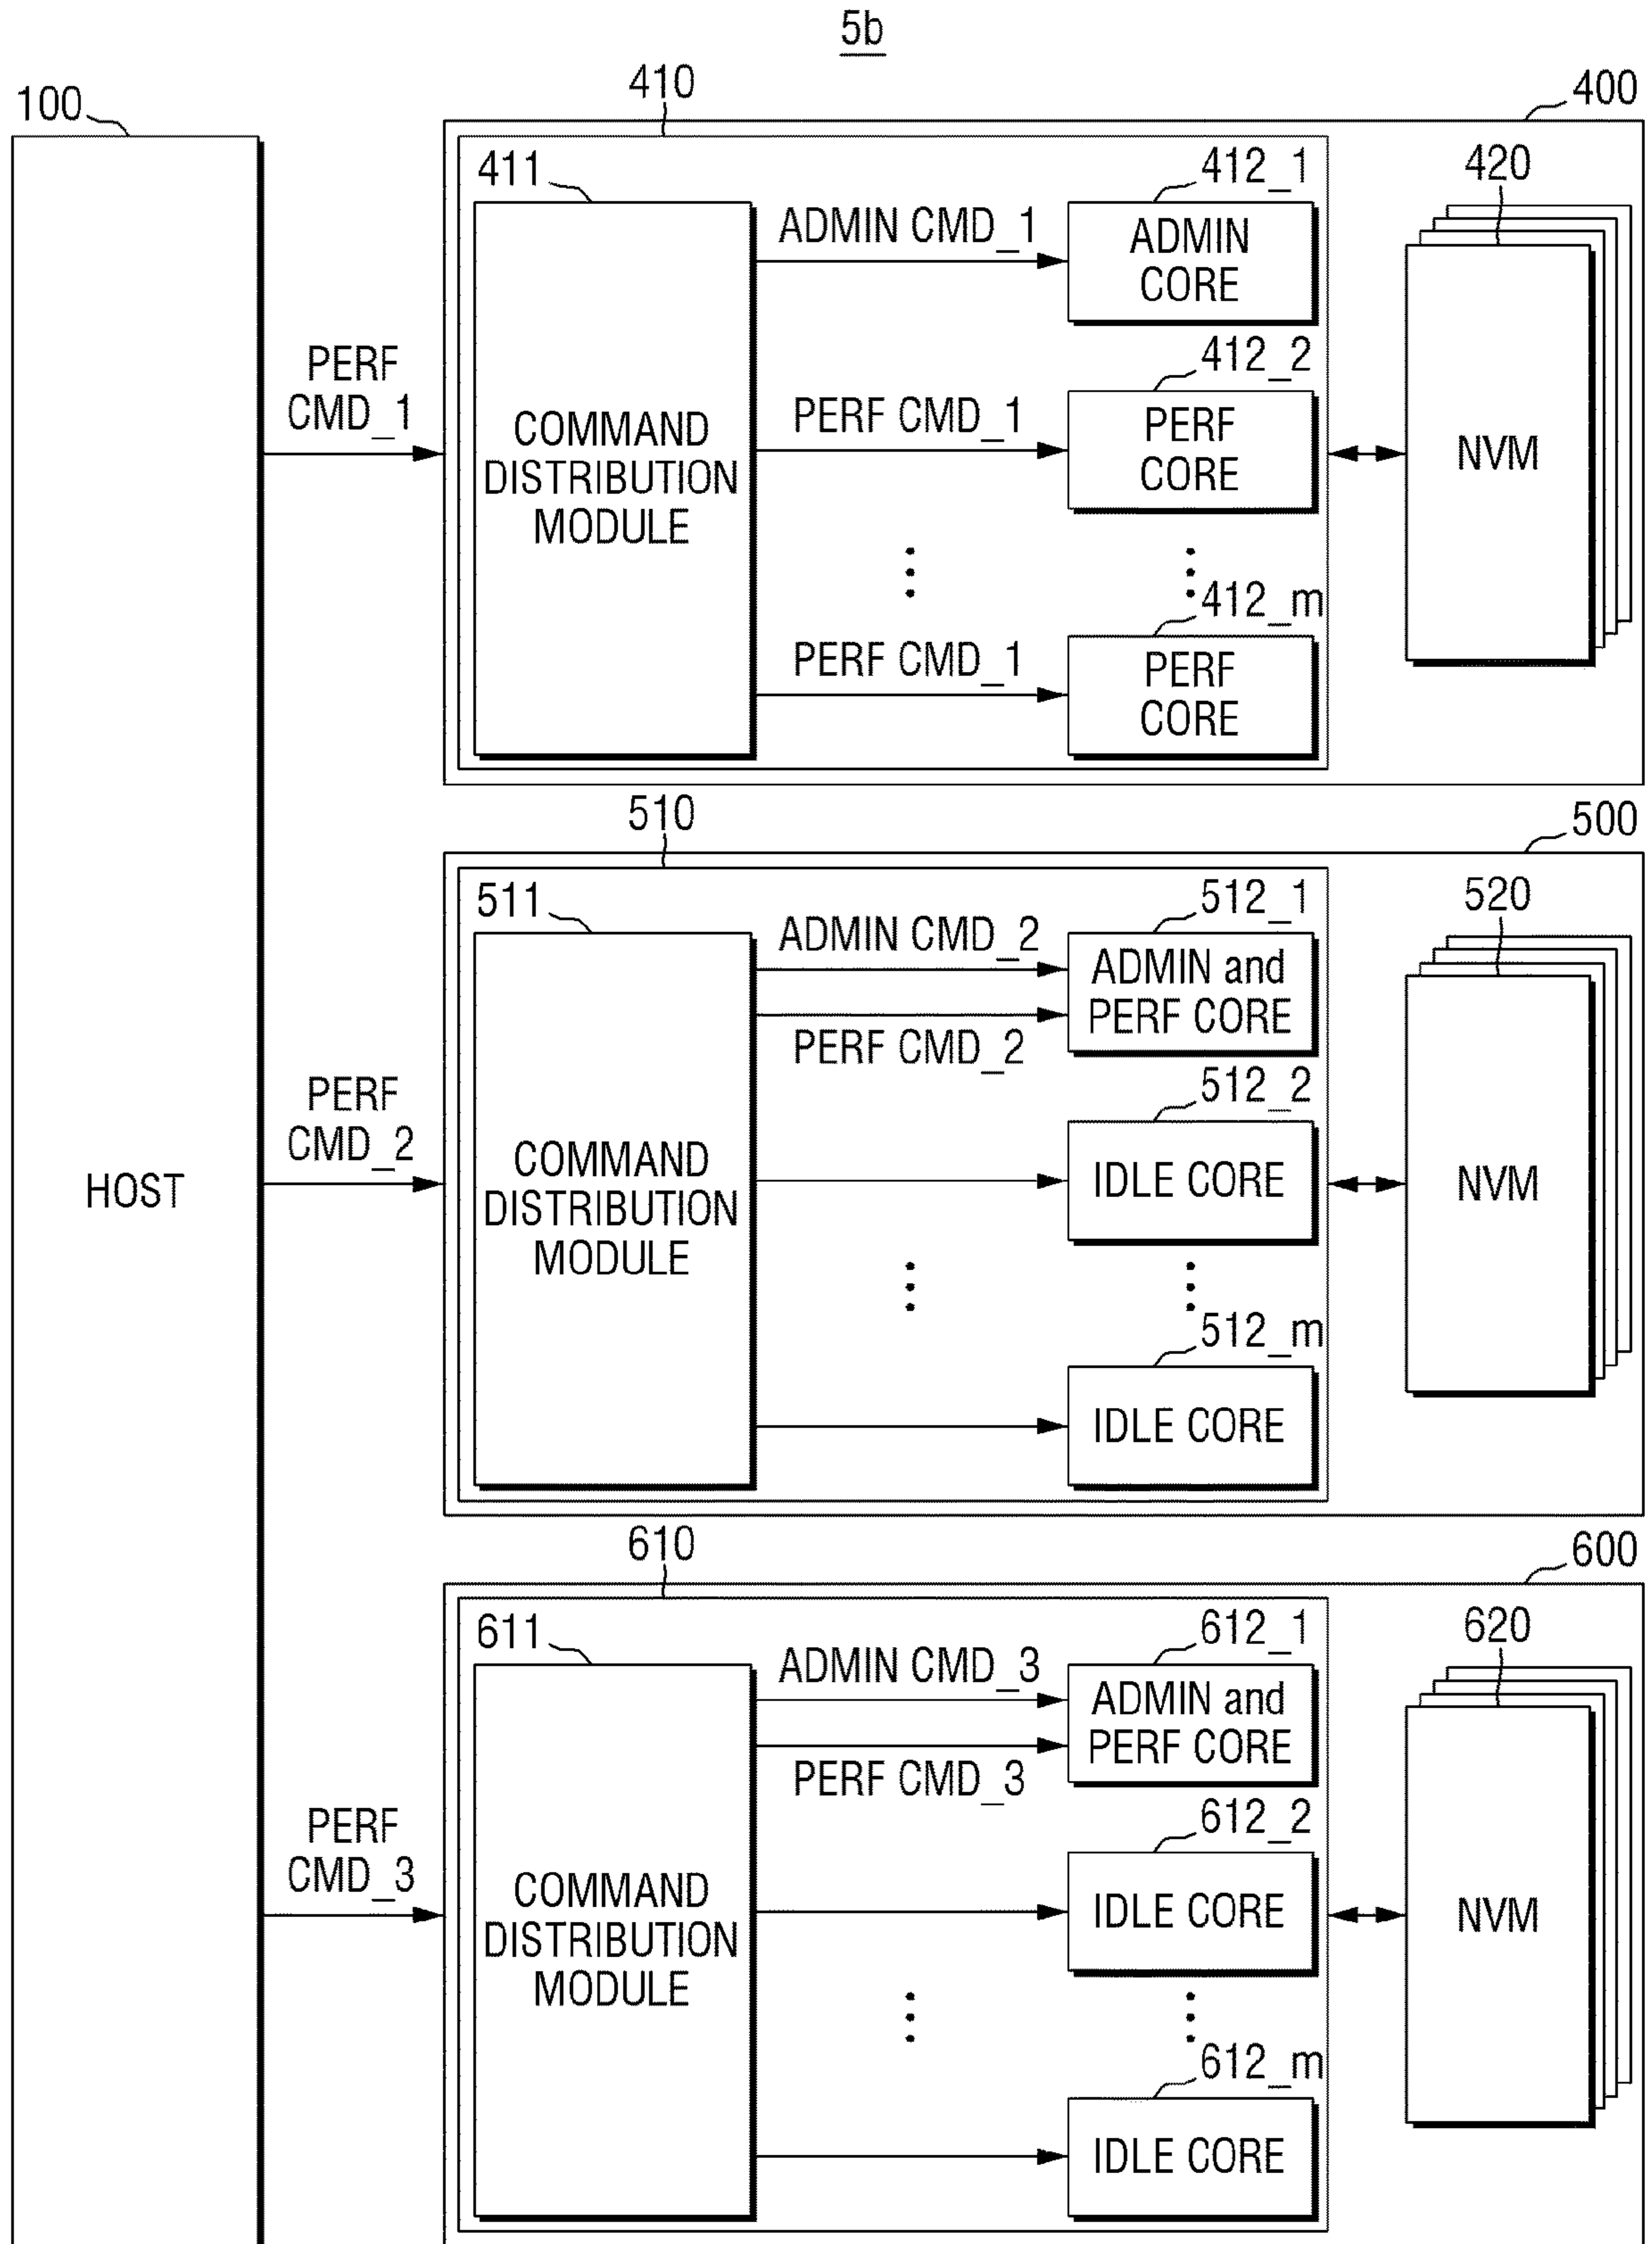 5b
100
HOST
PERF
CMD_1
PERF
CMD_2
PERF
CMD_3
400
410
411
COMMAND
DISTRIBUTION
MODULE
ADMIN CMD_1
412_1
ADMIN
CORE
PERF CMD_1
412_2
PERF
CORE
PERF CMD_1
412_m
PERF
CORE
420
NVM
500
510
511
COMMAND
DISTRIBUTION
MODULE
ADMIN CMD_2
PERF CMD_2
512_1
ADMIN and
PERF CORE
512_2
IDLE CORE
512_m
IDLE CORE
520
NVM
600
610
611
COMMAND
DISTRIBUTION
MODULE
ADMIN CMD_3
PERF CMD_3
612_1
ADMIN and
PERF CORE
612_2
IDLE CORE
612_m
IDLE CORE
620
NVM